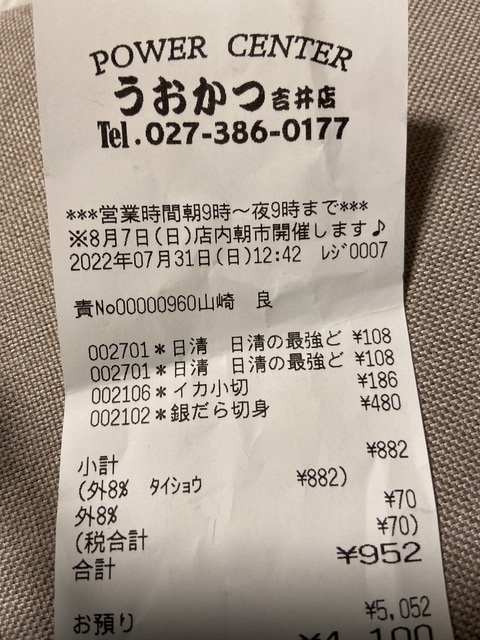 POWER CENTER
うおかつ 吉井店
Tel.027-386-0177
***営業時間朝9時～夜9時まで***
※8月7日(日)店内朝市開催します♪
2022年07月31日(日)12:42 ﾚｼﾞ0007
責No00000960山崎 良
002701*日清 日清の最強ど ¥108
002701*日清 日清の最強ど ¥108
002106*イカ小切 ¥186
002102*銀だら切身 ¥480
小計 ¥882
(外8% ﾀｲｼｮｳ ¥882)
外8% ¥70
(税合計 ¥70)
合計 ¥952
お預り ¥5,052